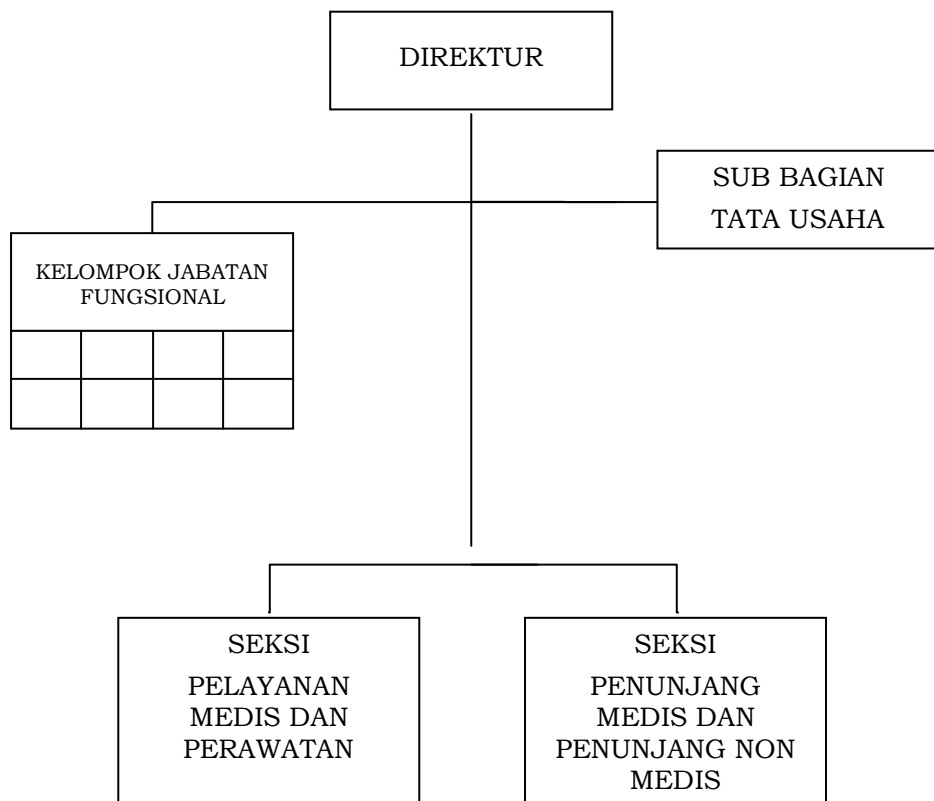 DIREKTUR
SUB BAGIAN
TATA USAHA
KELOMPOK JABATAN
FUNGSIONAL
SEKSI
PELAYANAN
MEDIS DAN
PERAWATAN
SEKSI
PENUNJANG
MEDIS DAN
PENUNJANG NON
MEDIS